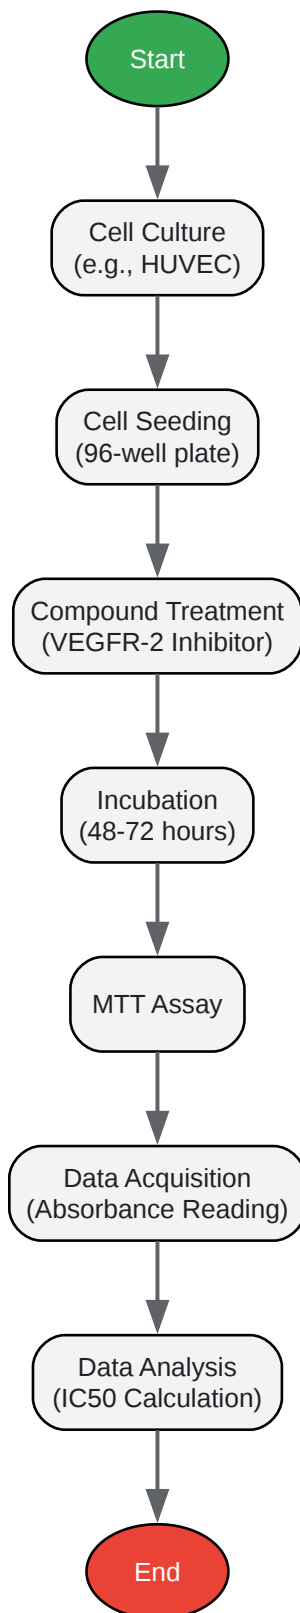 Start
Cell Culture
(e.g., HUVEC)
Cell Seeding
(96-well plate)
Compound Treatment
(VEGFR-2 Inhibitor)
Incubation
(48-72 hours)
MTT Assay
Data Acquisition
(Absorbance Reading)
Data Analysis
(IC50 Calculation)
End